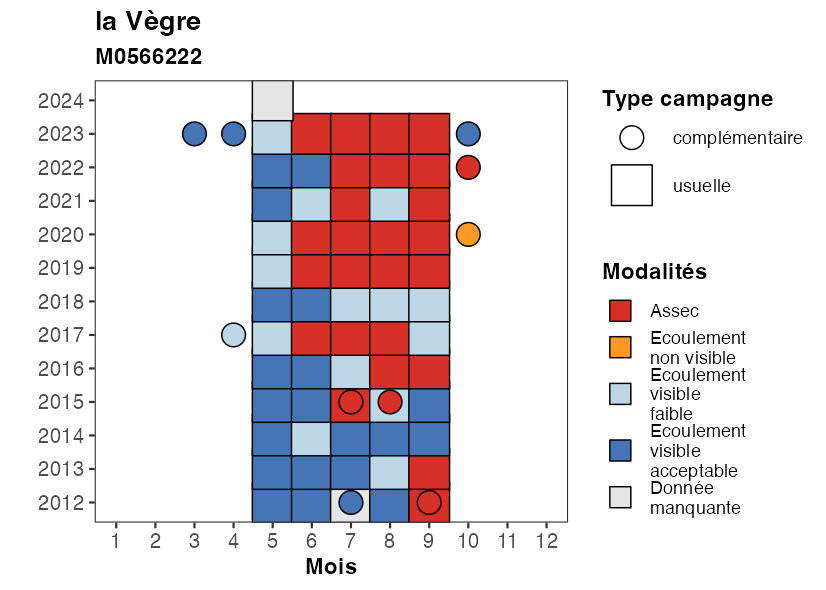 la Vègre
M0566222
2024
2023
2022
2021
2020
2019
2018
2017
2016
2015
2014
2013
2012
1 2 3 4 5 6 7 8 9 10 11 12
Mois
Type campagne
complémentaire
usuelle
Modalités
Assec
Ecoulement
non visible
Ecoulement
visible
faible
Ecoulement
visible
acceptable
Donnée
manquante